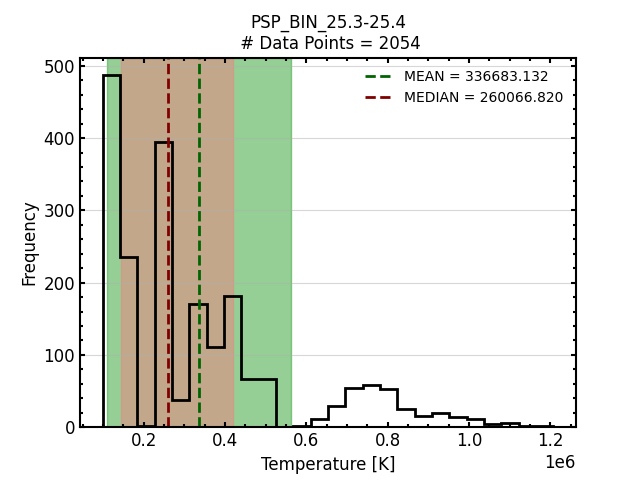 PSP_BIN_25.3-25.4
# Data Points = 2054
MEAN = 336683.132
MEDIAN = 260066.820
500
400
300
200
100
0
Frequency
0.2 0.4 0.6 0.8 1.0 1.2
1e6
Temperature [K]